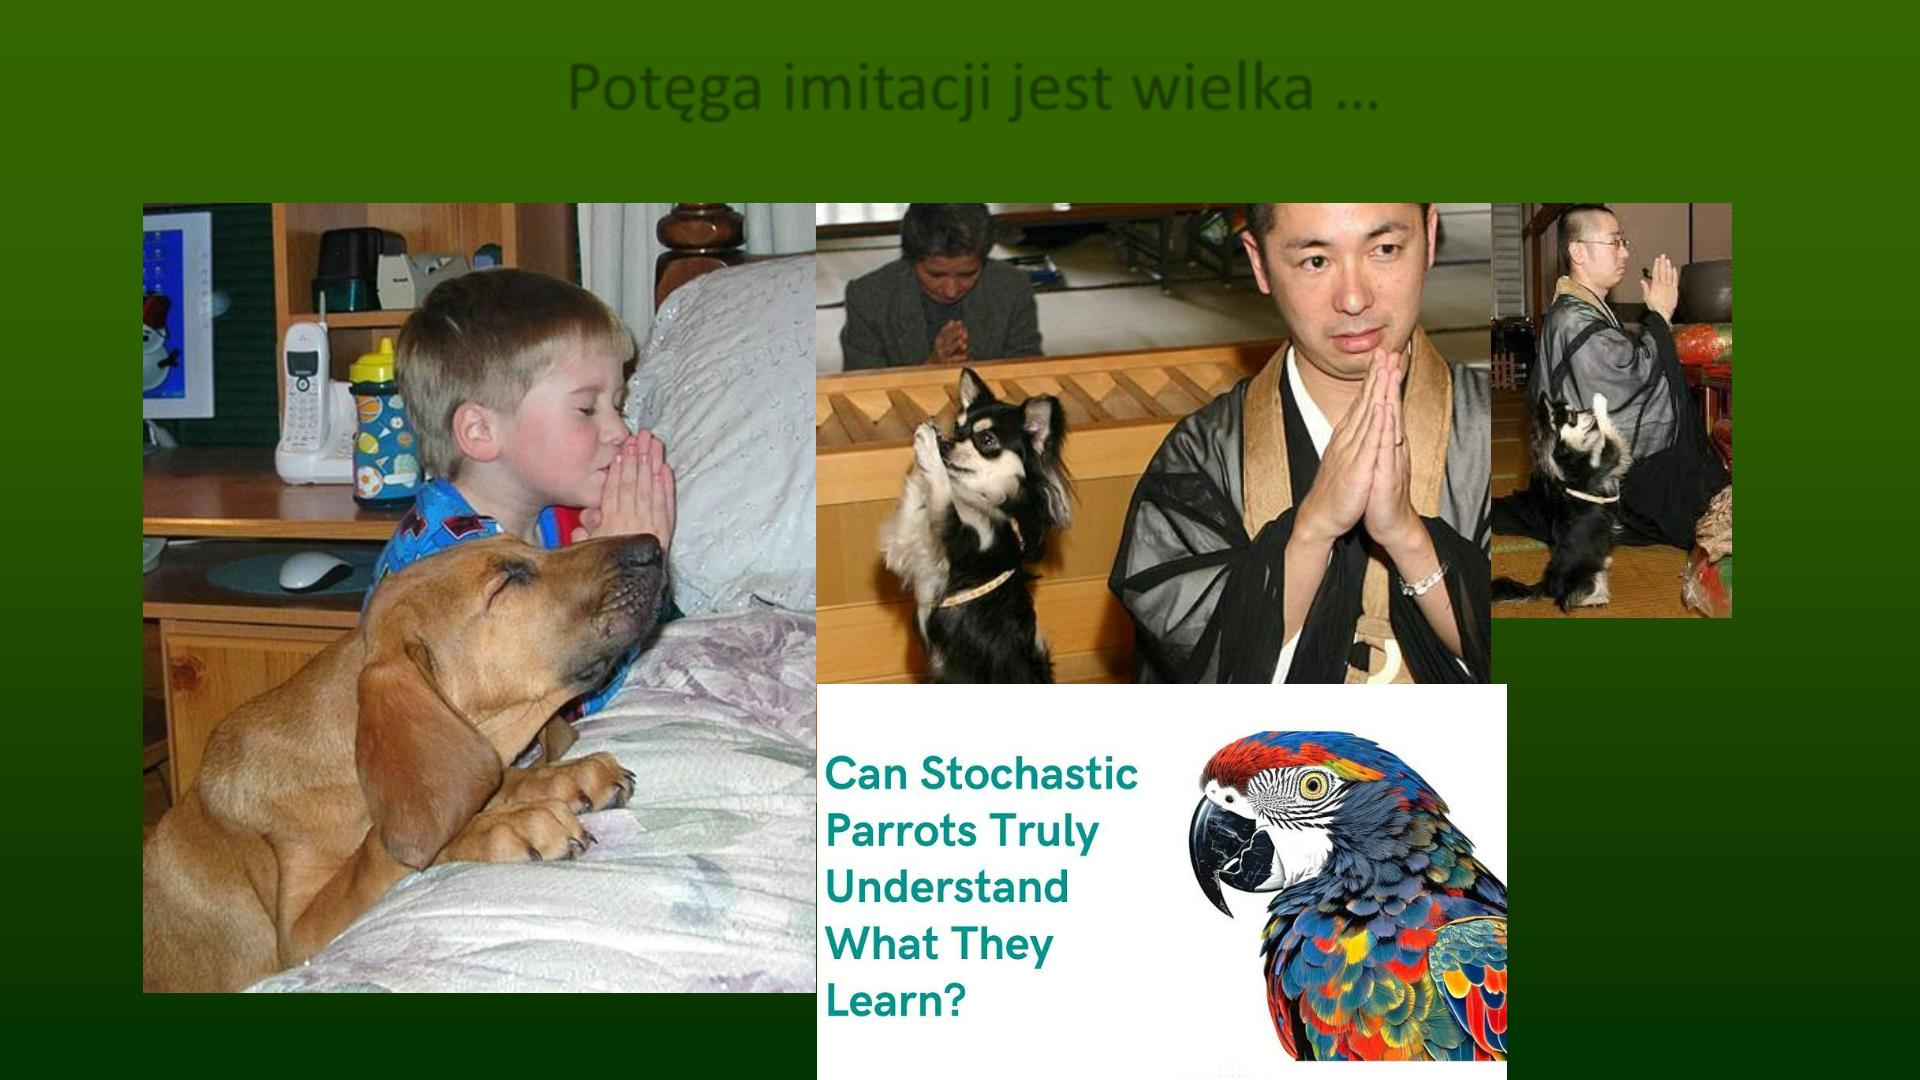 Potęga imitacji jest wielka ...
Can Stochastic
Parrots Truly
Understand
What They
Learn?